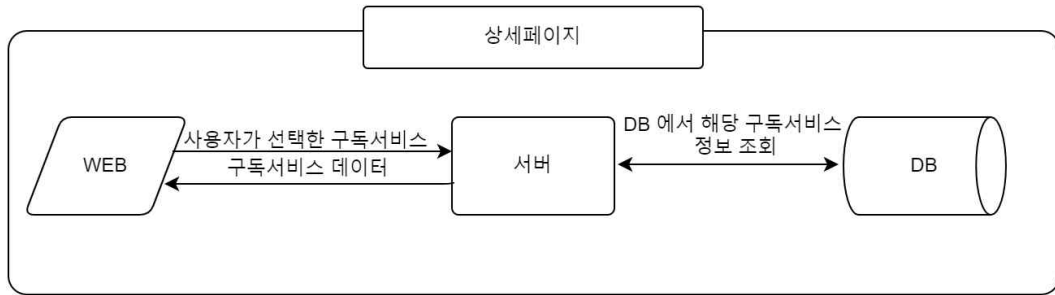 상세페이지
WEB
사용자가 선택한 구독서비스
구독서비스 데이터
서버
DB 에서 해당 구독서비스
정보 조회
DB